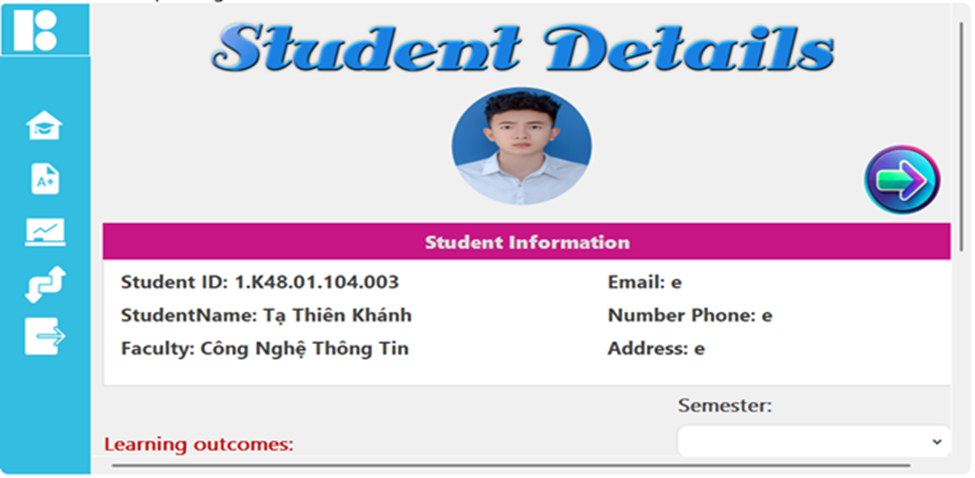 Student Details
Student Information
Student ID: 1.K48.01.104.003
Email: e
StudentName: Tạ Thiên Khánh
Number Phone: e
Faculty: Công Nghệ Thông Tin
Address: e
Semester:
Learning outcomes:
A+